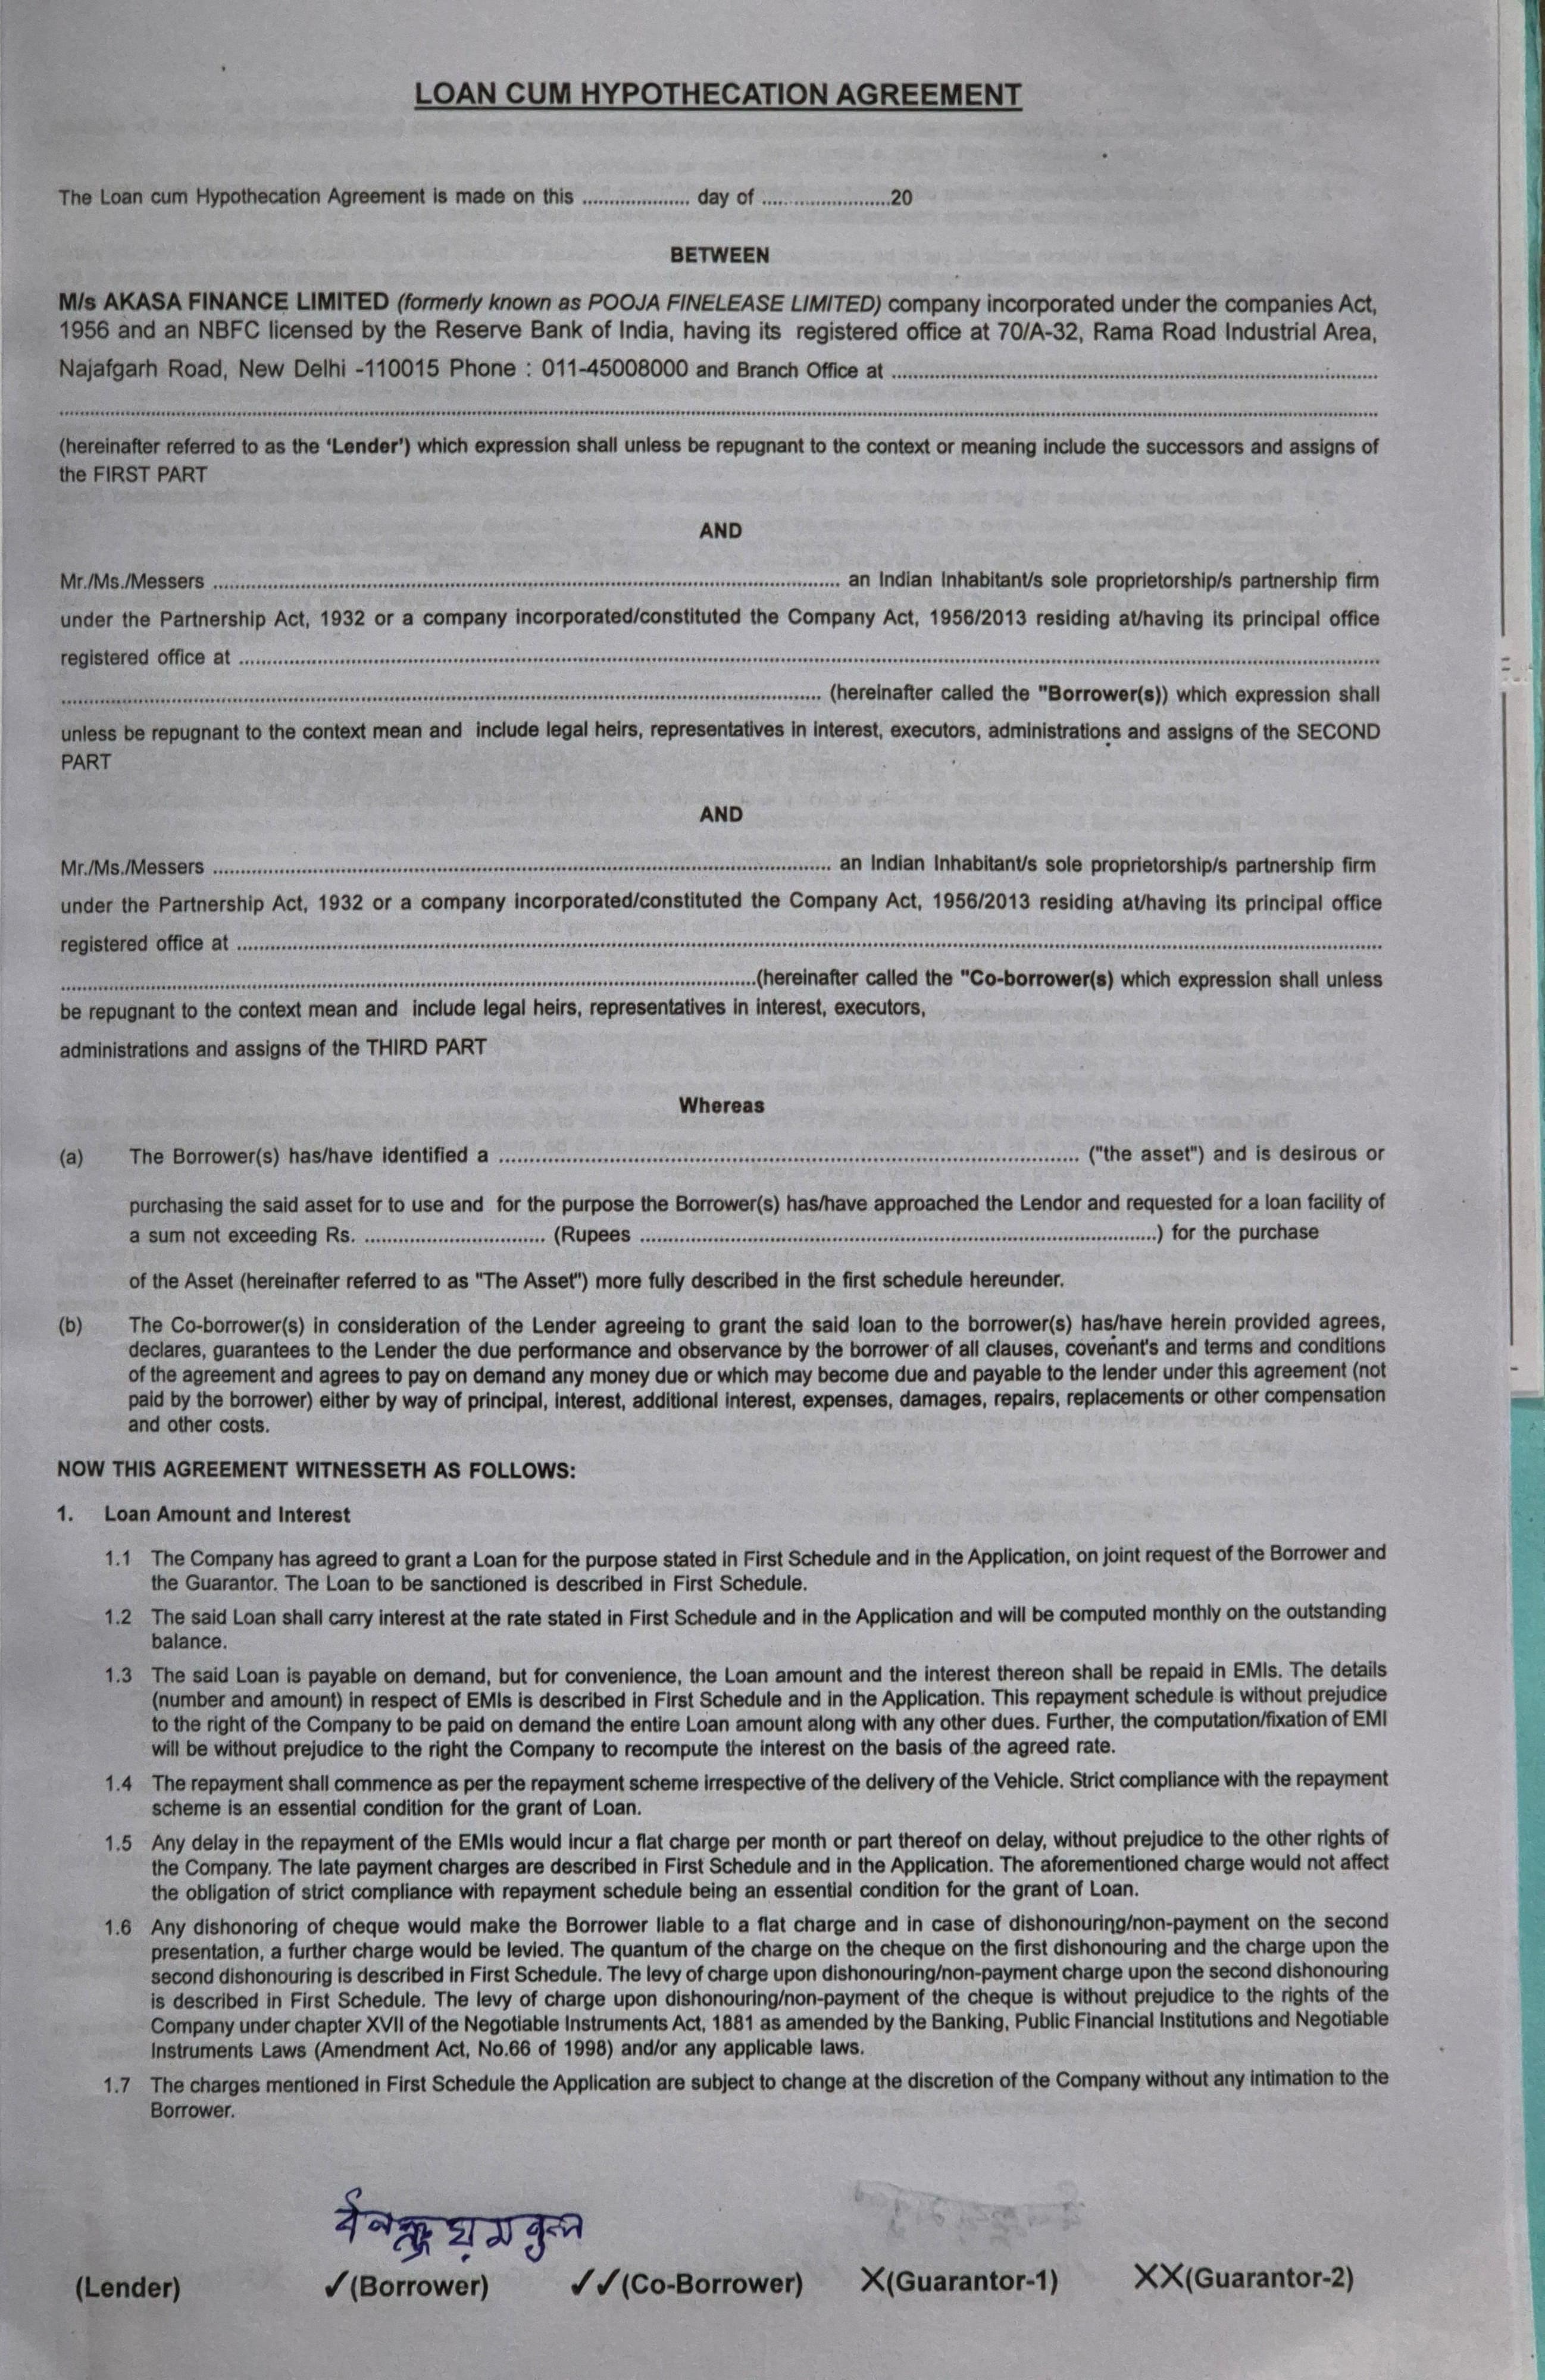 LOAN CUM HYPOTHECATION AGREEMENT
The Loan cum Hypothecation Agreement is made on this .................... day of ........................20
BETWEEN
M/s AKASA FINANCE LIMITED (formerly known as POOJA FINELEASE LIMITED) company incorporated under the companies Act,
1956 and an NBFC licensed by the Reserve Bank of India, having its registered office at 70/A-32, Rama Road Industrial Area,
Najafgarh Road, New Delhi -110015 Phone : 011-45008000 and Branch Office at ....................
....................
(hereinafter referred to as the 'Lender') which expression shall unless be repugnant to the context or meaning include the successors and assigns of
the FIRST PART
AND
Mr./Ms./Messers .................... an Indian Inhabitant/s sole proprietorship/s partnership firm
under the Partnership Act, 1932 or a company incorporated/constituted the Company Act, 1956/2013 residing at/having its principal office
registered office at ....................
.................... (hereinafter called the "Borrower(s)) which expression shall
unless be repugnant to the context mean and include legal heirs, representatives in interest, executors, administrations and assigns of the SECOND
PART
AND
Mr./Ms./Messers .................... an Indian Inhabitant/s sole proprietorship/s partnership firm
under the Partnership Act, 1932 or a company incorporated/constituted the Company Act, 1956/2013 residing at/having its principal office
registered office at ....................
....................(hereinafter called the "Co-borrower(s) which expression shall unless
be repugnant to the context mean and include legal heirs, representatives in interest, executors,
administrations and assigns of the THIRD PART
Whereas
(a) The Borrower(s) has/have identified a .................... ("the asset") and is desirous or
purchasing the said asset for to use and for the purpose the Borrower(s) has/have approached the Lendor and requested for a loan facility of
a sum not exceeding Rs. .................... (Rupees ....................) for the purchase
of the Asset (hereinafter referred to as "The Asset") more fully described in the first schedule hereunder.
(b) The Co-borrower(s) in consideration of the Lender agreeing to grant the said loan to the borrower(s) has/have herein provided agrees,
declares, guarantees to the Lender the due performance and observance by the borrower of all clauses, covenant's and terms and conditions
of the agreement and agrees to pay on demand any money due or which may become due and payable to the lender under this agreement (not
paid by the borrower) either by way of principal, interest, additional interest, expenses, damages, repairs, replacements or other compensation
and other costs.
NOW THIS AGREEMENT WITNESSETH AS FOLLOWS:
1. Loan Amount and Interest
1.1 The Company has agreed to grant a Loan for the purpose stated in First Schedule and in the Application, on joint request of the Borrower and
the Guarantor. The Loan to be sanctioned is described in First Schedule.
1.2 The said Loan shall carry interest at the rate stated in First Schedule and in the Application and will be computed monthly on the outstanding
balance.
1.3 The said Loan is payable on demand, but for convenience, the Loan amount and the interest thereon shall be repaid in EMIs. The details
(number and amount) in respect of EMIs is described in First Schedule and in the Application. This repayment schedule is without prejudice
to the right of the Company to be paid on demand the entire Loan amount along with any other dues. Further, the computation/fixation of EMI
will be without prejudice to the right the Company to recompute the interest on the basis of the agreed rate.
1.4 The repayment shall commence as per the repayment scheme irrespective of the delivery of the Vehicle. Strict compliance with the repayment
scheme is an essential condition for the grant of Loan.
1.5 Any delay in the repayment of the EMIs would incur a flat charge per month or part thereof on delay, without prejudice to the other rights of
the Company. The late payment charges are described in First Schedule and in the Application. The aforementioned charge would not affect
the obligation of strict compliance with repayment schedule being an essential condition for the grant of Loan.
1.6 Any dishonoring of cheque would make the Borrower liable to a flat charge and in case of dishonouring/non-payment on the second
presentation, a further charge would be levied. The quantum of the charge on the cheque on the first dishonouring and the charge upon the
second dishonouring is described in First Schedule. The levy of charge upon dishonouring/non-payment charge upon the second dishonouring
is described in First Schedule. The levy of charge upon dishonouring/non-payment of the cheque is without prejudice to the rights of the
Company under chapter XVII of the Negotiable Instruments Act, 1881 as amended by the Banking, Public Financial Institutions and Negotiable
Instruments Laws (Amendment Act, No.66 of 1998) and/or any applicable laws.
1.7 The charges mentioned in First Schedule the Application are subject to change at the discretion of the Company without any intimation to the
Borrower.
(Lender) ✓(Borrower) ✓✓(Co-Borrower) X(Guarantor-1) XX(Guarantor-2)